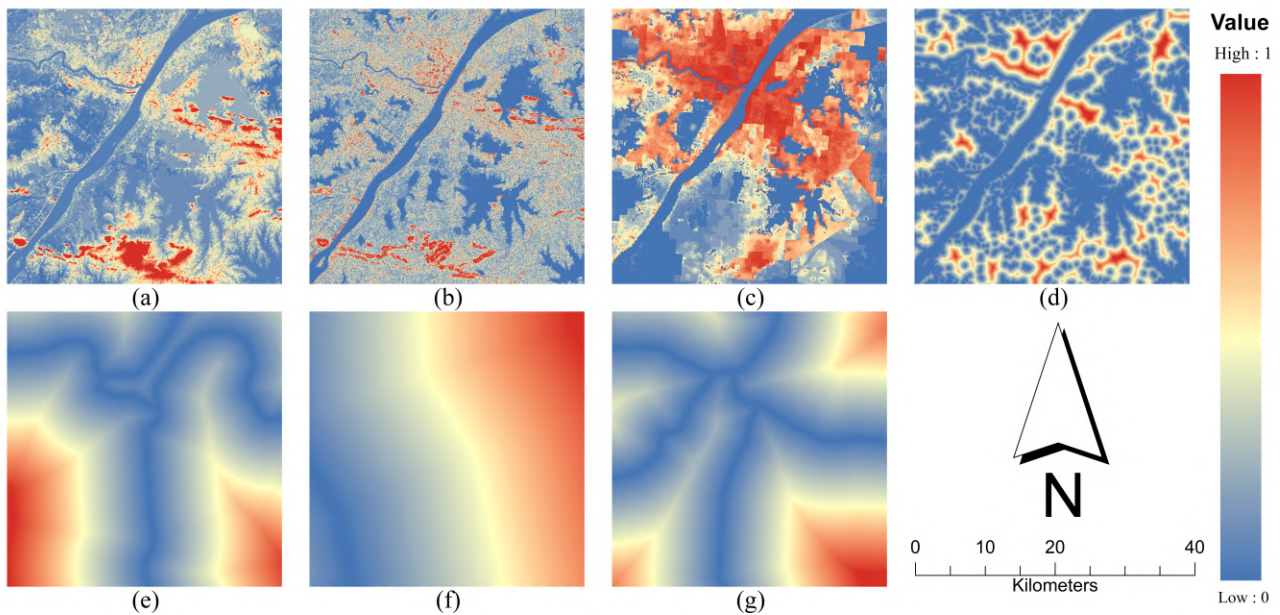 Value
High : 1
(a)
(b)
(c)
(d)
N
0
10
20
40
Kilometers
Low : 0
(e)
(f)
(g)